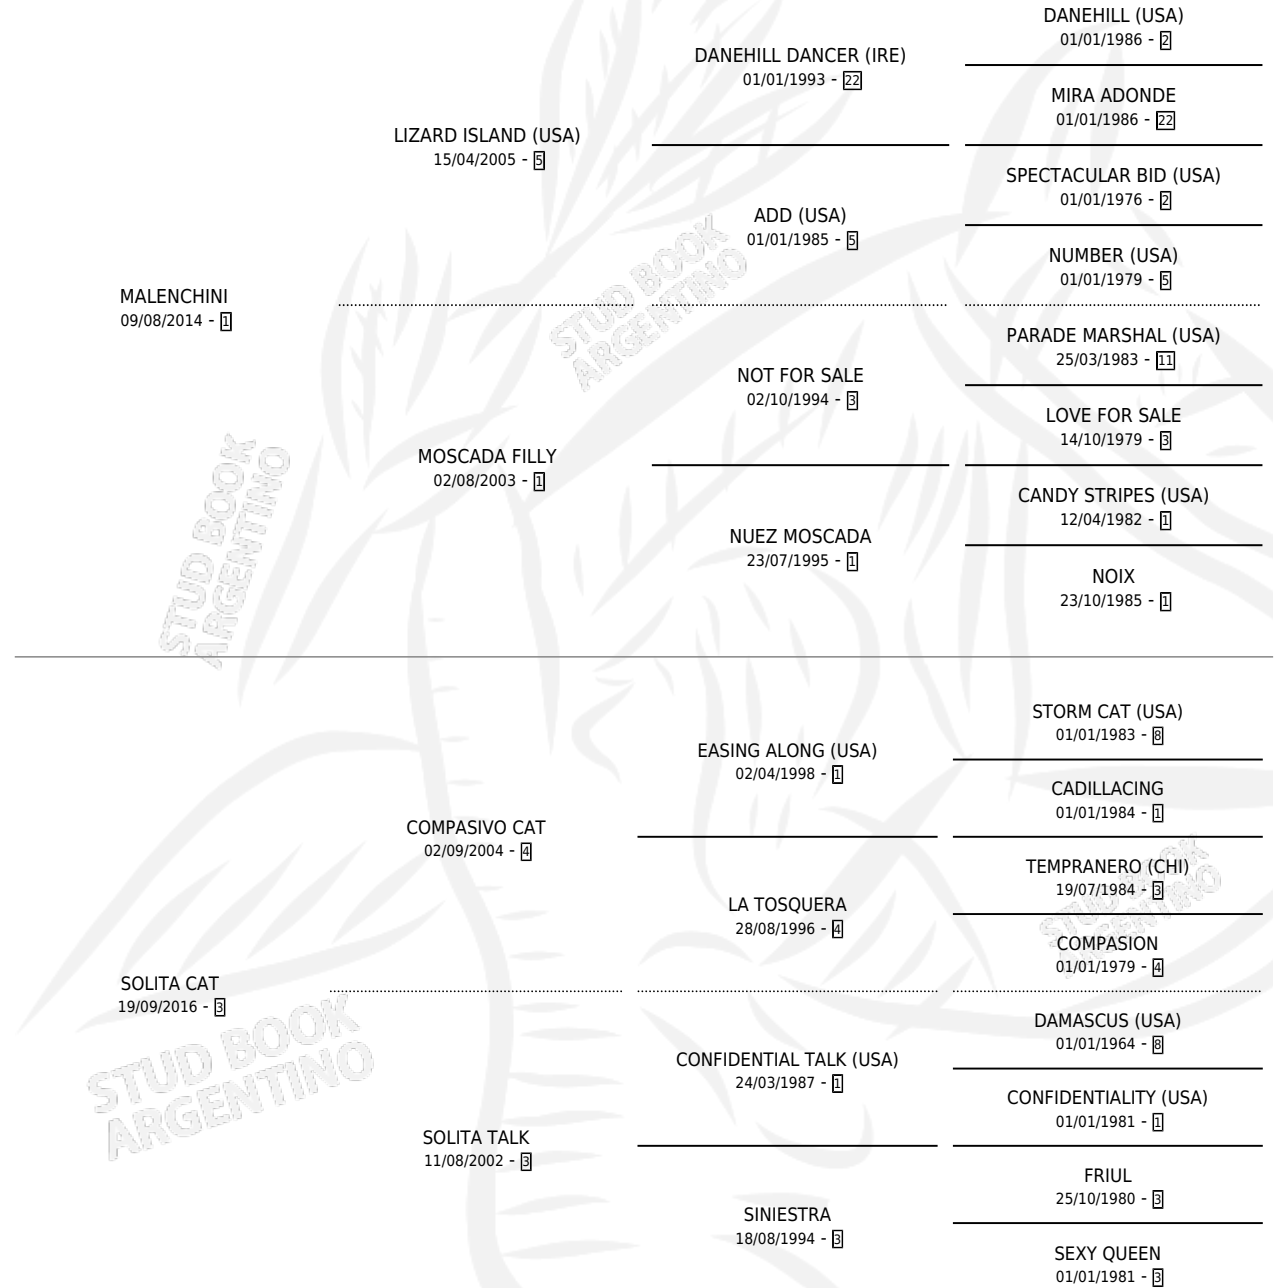 DANEHILL (USA)
01/01/1986 - 2
DANEHILL DANCER (IRE)
01/01/1993 - 22
MIRA ADONDE
01/01/1986 - 22
LIZARD ISLAND (USA)
15/04/2005 - 5
SPECTACULAR BID (USA)
01/01/1976 - 2
ADD (USA)
01/01/1985 - 5
NUMBER (USA)
01/01/1979 - 5
MALENCHINI
09/08/2014 - 1
PARADE MARSHAL (USA)
25/03/1983 - 11
NOT FOR SALE
02/10/1994 - 3
LOVE FOR SALE
14/10/1979 - 3
MOSCADA FILLY
02/08/2003 - 1
CANDY STRIPES (USA)
12/04/1982 - 1
NUEZ MOSCADA
23/07/1995 - 1
NOIX
23/10/1985 - 1
STORM CAT (USA)
01/01/1983 - 8
EASING ALONG (USA)
02/04/1998 - 1
CADILLACING
01/01/1984 - 1
COMPASIVO CAT
02/09/2004 - 4
TEMPRANERO (CHI)
19/07/1984 - 3
LA TOSQUERA
28/08/1996 - 4
COMPASION
01/01/1979 - 4
SOLITA CAT
19/09/2016 - 3
DAMASCUS (USA)
01/01/1964 - 8
CONFIDENTIAL TALK (USA)
24/03/1987 - 1
CONFIDENTIALITY (USA)
01/01/1981 - 1
SOLITA TALK
11/08/2002 - 3
FRIUL
25/10/1980 - 3
SINIESTRA
18/08/1994 - 3
SEXY QUEEN
01/01/1981 - 3
STUD BOOK
ARGENTINO
STUD BOOK
ARGENTINO
STUD BOOK
ARGENTINO
STUD BOOK
ARGENTINO